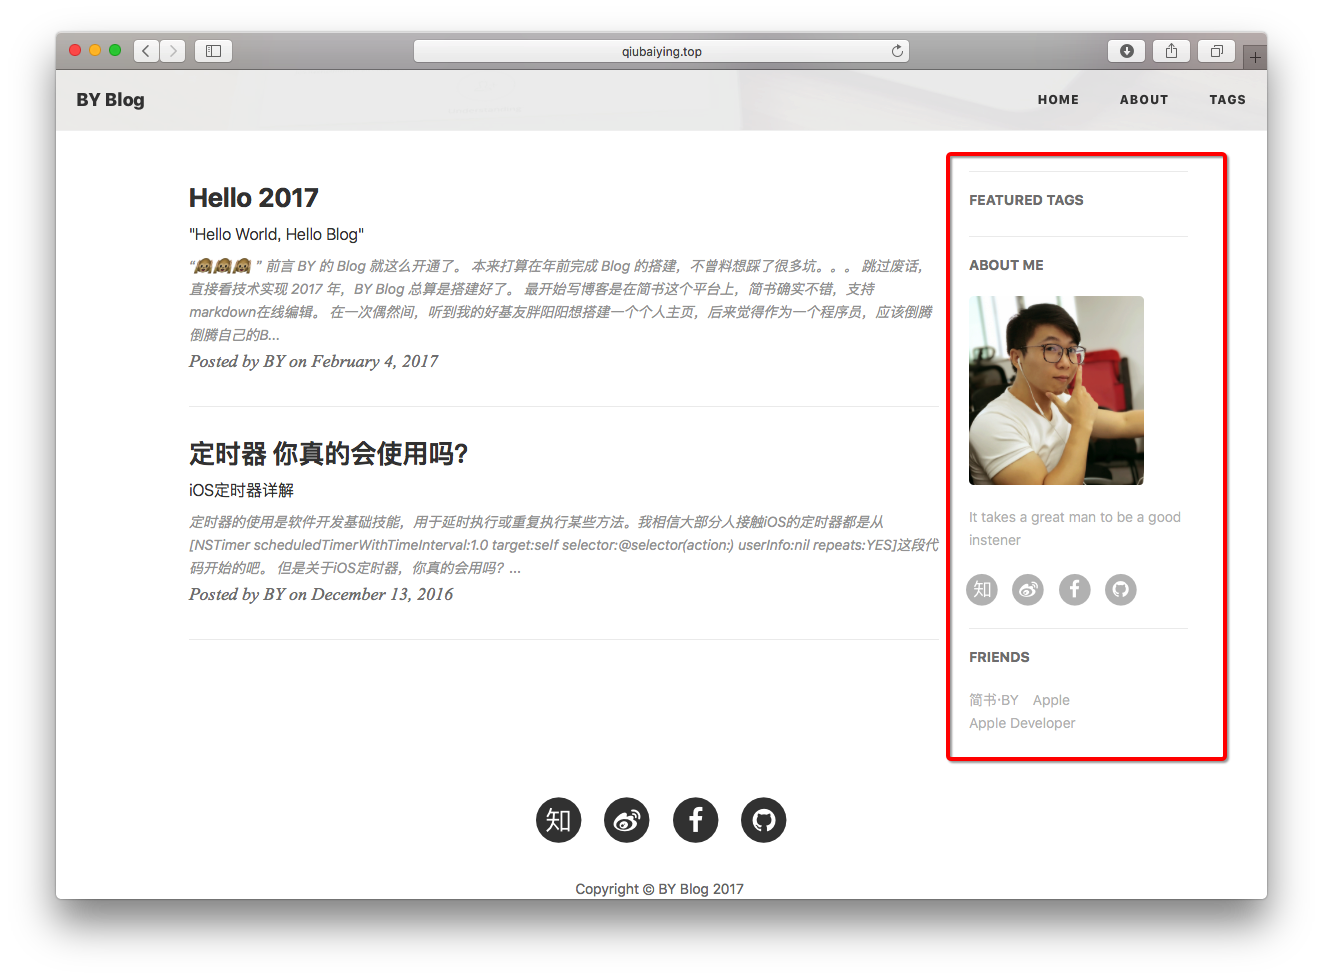 qiubaiying.top
BY Blog
HOME
ABOUT
TAGS
Hello 2017
"Hello World, Hello Blog"
“🙉🙉🙉 ” 前言 BY 的 Blog 就这么开通了。 本来打算在年前完成 Blog 的搭建，不曾料想踩了很多坑。。。 跳过废话，
直接看技术实现 2017 年，BY Blog 总算是搭建好了。 最开始写博客是在简书这个平台上，简书确实不错，支持
markdown在线编辑。 在一次偶然间，听到我的好基友胖阳阳想搭建一个个人主页，后来觉得作为一个程序员，应该倒腾
倒腾自己的B...
Posted by BY on February 4, 2017
定时器 你真的会使用吗?
iOS定时器详解
定时器的使用是软件开发基础技能，用于延时执行或重复执行某些方法。我相信大部分人接触iOS的定时器都是从
[NSTimer scheduledTimerWithTimeInterval:1.0 target:self selector:@selector(action:) userInfo:nil repeats:YES]这段代
码开始的吧。 但是关于iOS定时器，你真的会用吗？...
Posted by BY on December 13, 2016
FEATURED TAGS
ABOUT ME
It takes a great man to be a good
instener
知
FRIENDS
简书·BY Apple
Apple Developer
知
Copyright © BY Blog 2017